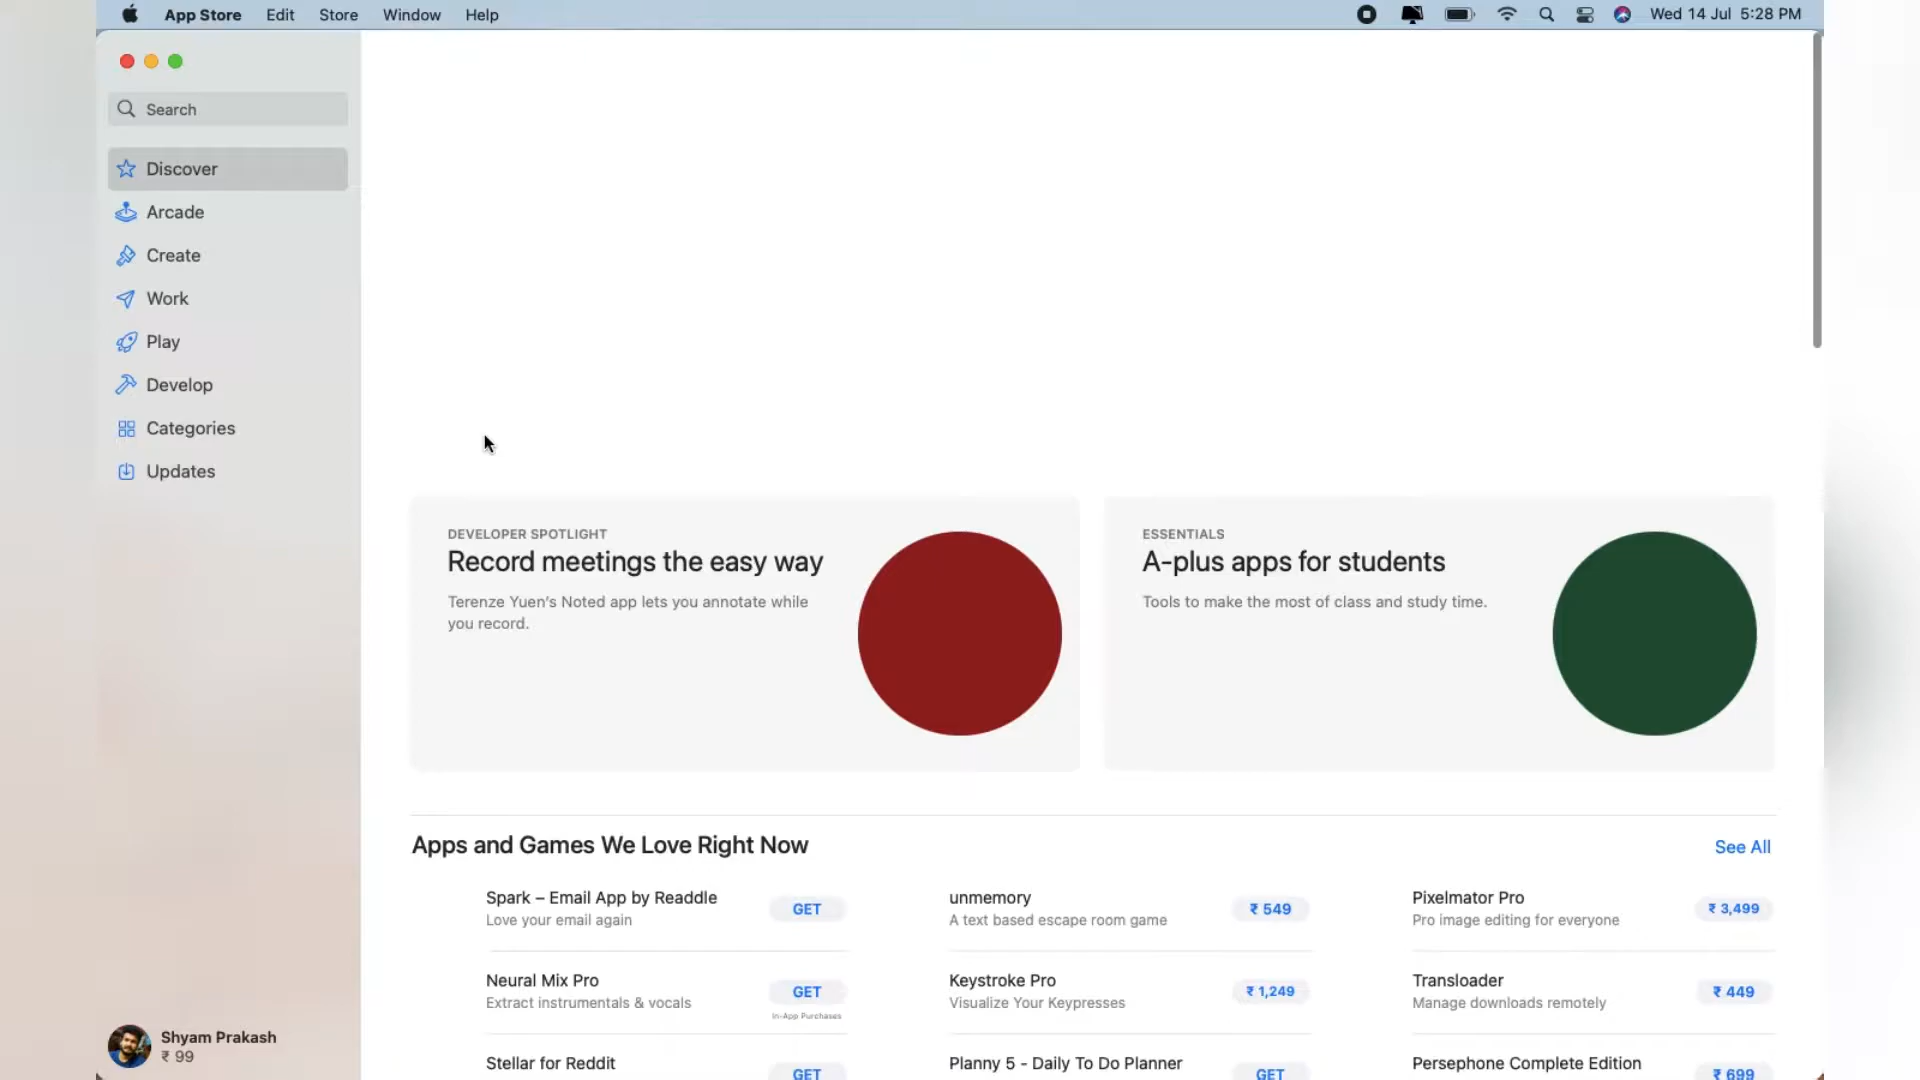 App Store Edit Store Window Help Wed 14 Jul 5:28 PM
Search
Discover
Arcade
Create
Work
Play
Develop
Categories
Updates
DEVELOPER SPOTLIGHT
Record meetings the easy way
Terenze Yuen's Noted app lets you annotate while
you record.
ESSENTIALS
A-plus apps for students
Tools to make the most of class and study time.
Apps and Games We Love Right Now
See All
Spark – Email App by Readdle
Love your email again
GET
unmemory
A text based escape room game
₹ 549
Pixelmator Pro
Pro image editing for everyone
₹ 3,499
Neural Mix Pro
Extract instrumentals & vocals
GET
In-App Purchases
Keystroke Pro
Visualize Your Keypresses
₹ 1,249
Transloader
Manage downloads remotely
₹ 449
Stellar for Reddit
GET
Planny 5 - Daily To Do Planner
GET
Persephone Complete Edition
₹ 699
Shyam Prakash
₹ 99